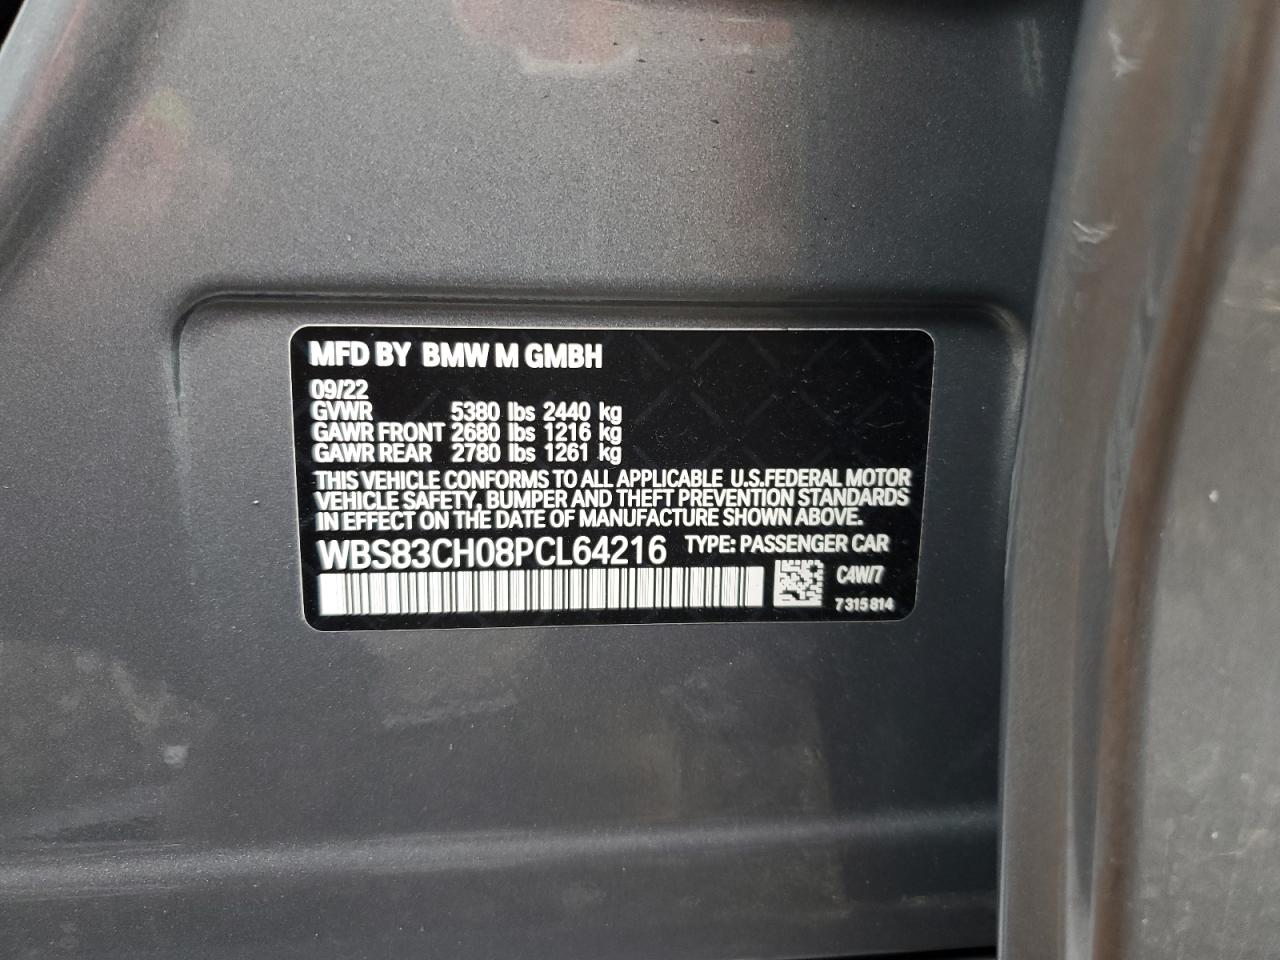 MFD BY BMW M GMBH
09/22
GVWR 5380 lbs 2440 kg
GAWR FRONT 2680 lbs 1216 kg
GAWR REAR 2780 lbs 1261 kg
THIS VEHICLE CONFORMS TO ALL APPLICABLE U.S.FEDERAL MOTOR
VEHICLE SAFETY, BUMPER AND THEFT PREVENTION STANDARDS
IN EFFECT ON THE DATE OF MANUFACTURE SHOWN ABOVE.
WBS83CH08PCL64216 TYPE: PASSENGER CAR
C4W/7
7 315 814